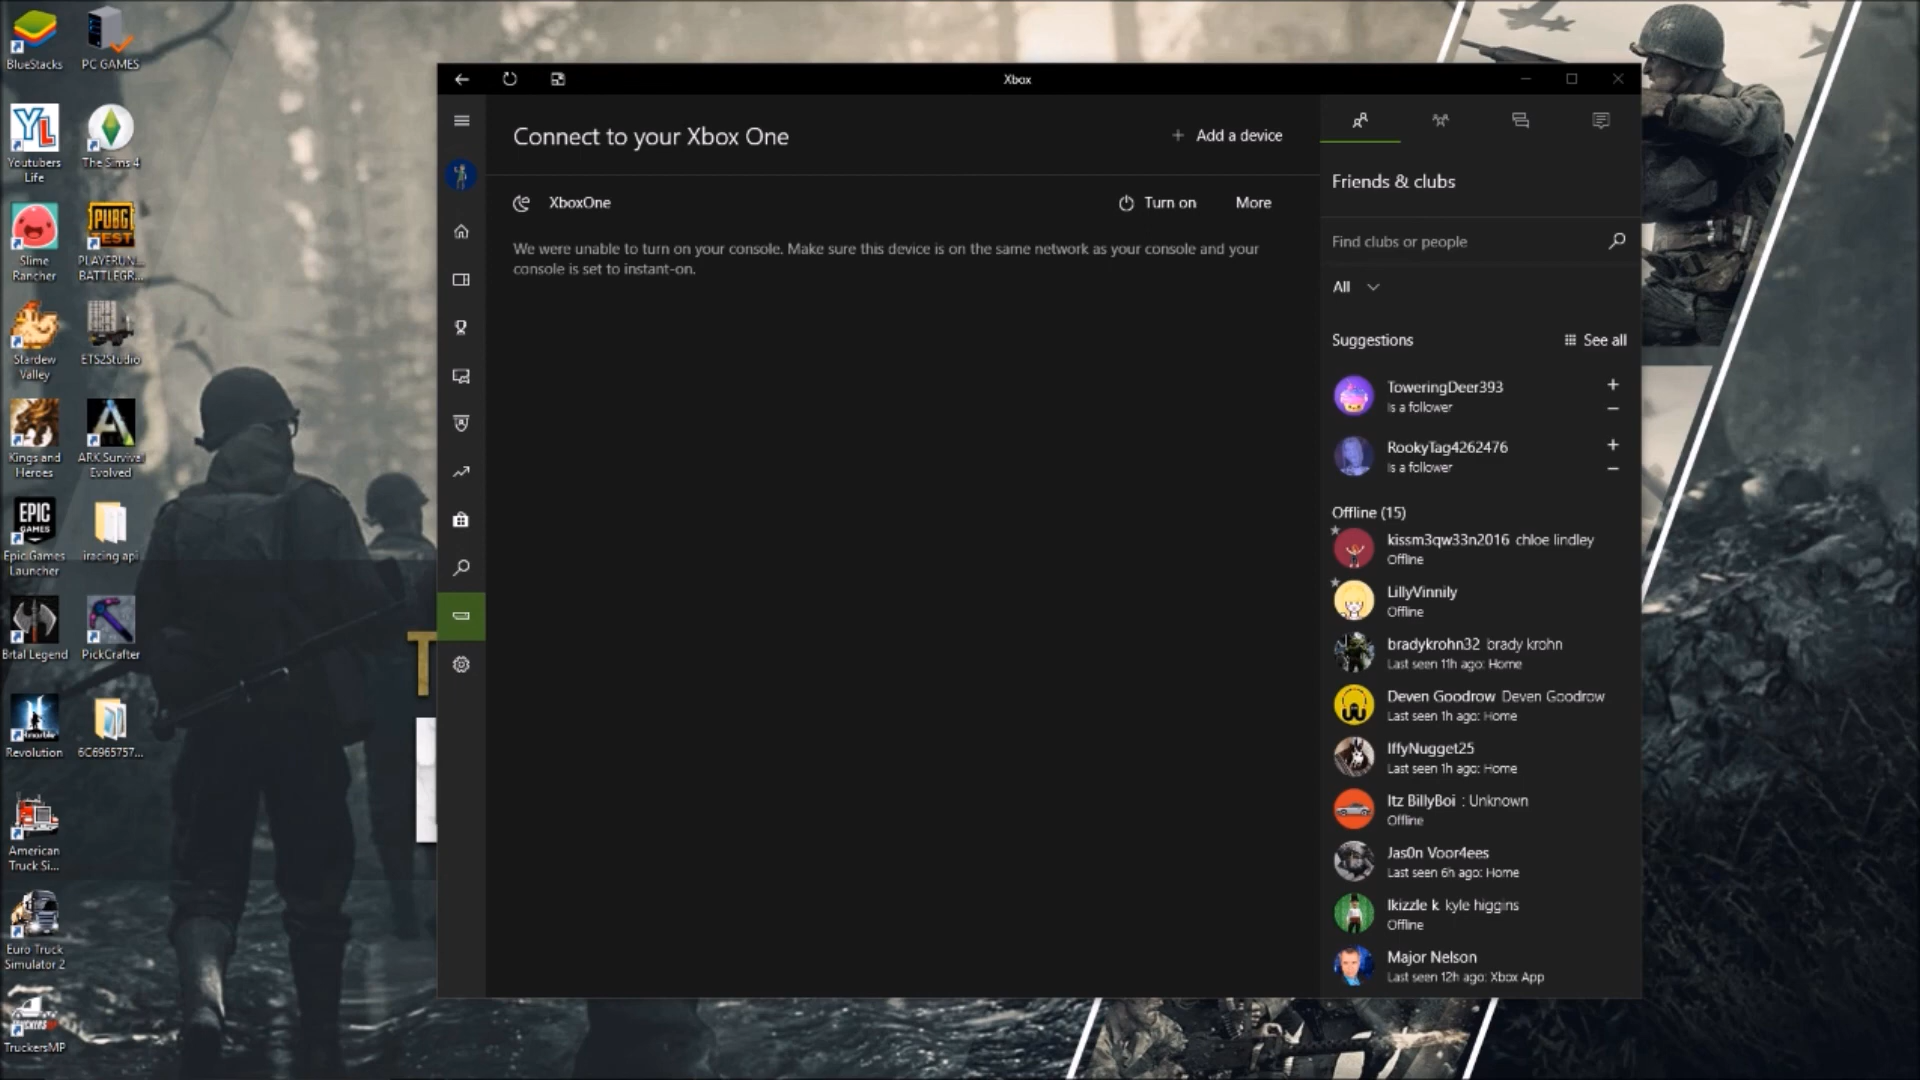 BlueStacks
PC GAMES
Youtubers
Life
The Sims 4
Slime
Rancher
PUBG
TEST
PLAYERUN...
BATTLEGR...
Stardew
Valley
ETS2Studio
Kings and
Heroes
ARK Surviva
Evolved
EPIC
GAMES
Epic Games
Launcher
iracing api
Brtal Legend
PickCrafter
Revolution
6C6965757...
American
Truck Si...
Euro Truck
Simulator 2
TruckersMP
T
Xbox
Connect to your Xbox One
+ Add a device
XboxOne
Turn on
More
We were unable to turn on your console. Make sure this device is on the same network as your console and your
console is set to instant-on.
Friends & clubs
Find clubs or people
All
Suggestions
See all
ToweringDeer393
Is a follower
RookyTag4262476
Is a follower
Offline (15)
kissm3qw33n2016 chloe lindley
Offline
LillyVinnily
Offline
bradykrohn32 brady krohn
Last seen 11h ago: Home
Deven Goodrow Deven Goodrow
Last seen 1h ago: Home
IffyNugget25
Last seen 1h ago: Home
Itz BillyBoi : Unknown
Offline
Jas0n Voor4ees
Last seen 6h ago: Home
Ikizzle k kyle higgins
Offline
Major Nelson
Last seen 12h ago: Xbox App